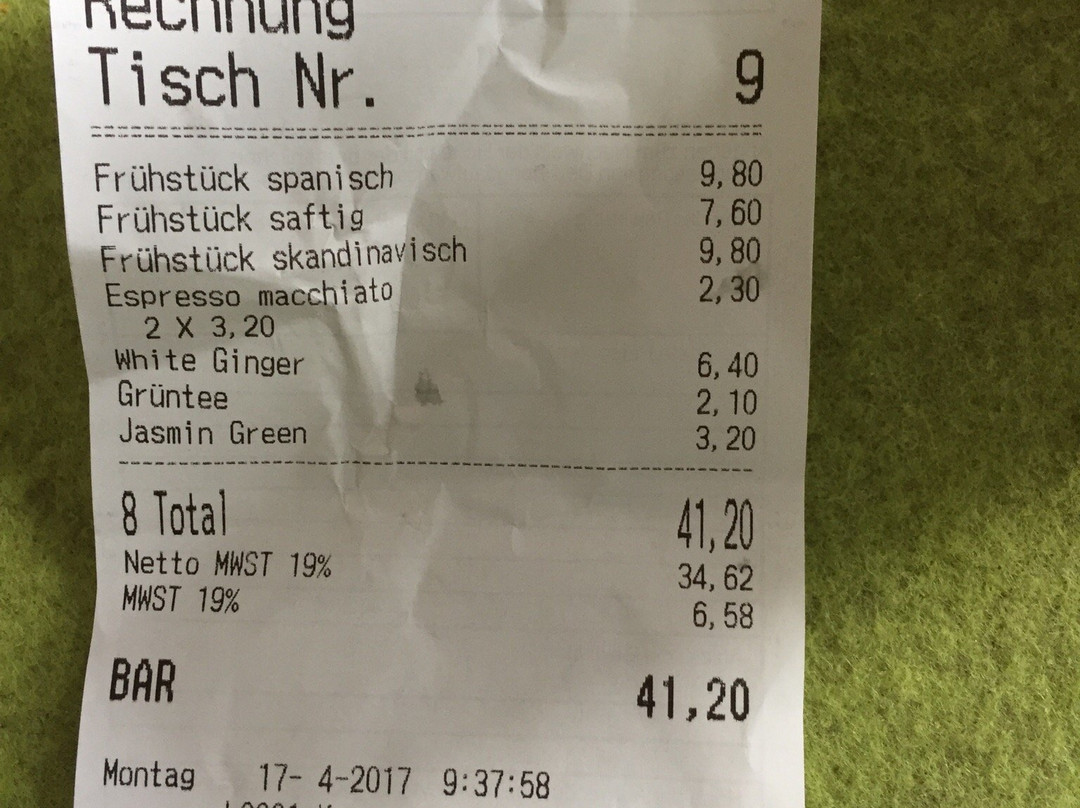 Rechnung
Tisch Nr. 9
Frühstück spanisch 9,80
Frühstück saftig 7,60
Frühstück skandinavisch 9,80
Espresso macchiato 2,30
2 X 3,20
White Ginger 6,40
Grüntee 2,10
Jasmin Green 3,20
8 Total 41,20
Netto MWST 19% 34,62
MWST 19% 6,58
BAR 41,20
Montag 17- 4-2017 9:37:58